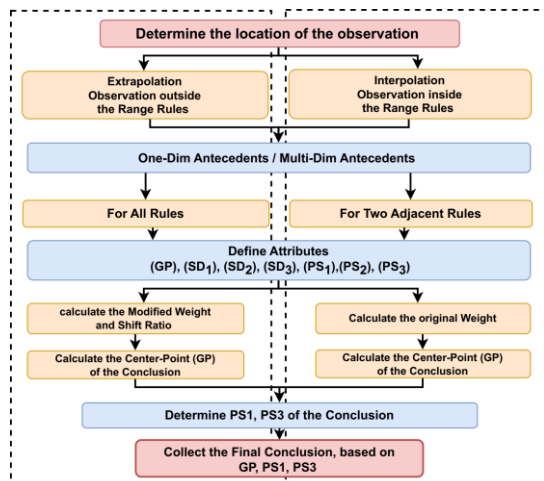 Determine the location of the observation
Extrapolation
Observation outside
the Range Rules
Interpolation
Observation inside
the Range Rules
One-Dim Antecedents / Multi-Dim Antecedents
For All Rules
For Two Adjacent Rules
Define Attributes
(GP), (SD1), (SD2), (SD3), (PS1),(PS2), (PS3)
calculate the Modified Weight
and Shift Ratio
Calculate the original Weight
Calculate the Center-Point (GP)
of the Conclusion
Calculate the Center-Point (GP)
of the Conclusion
Determine PS1, PS3 of the Conclusion
Collect the Final Conclusion, based on
GP, PS1, PS3